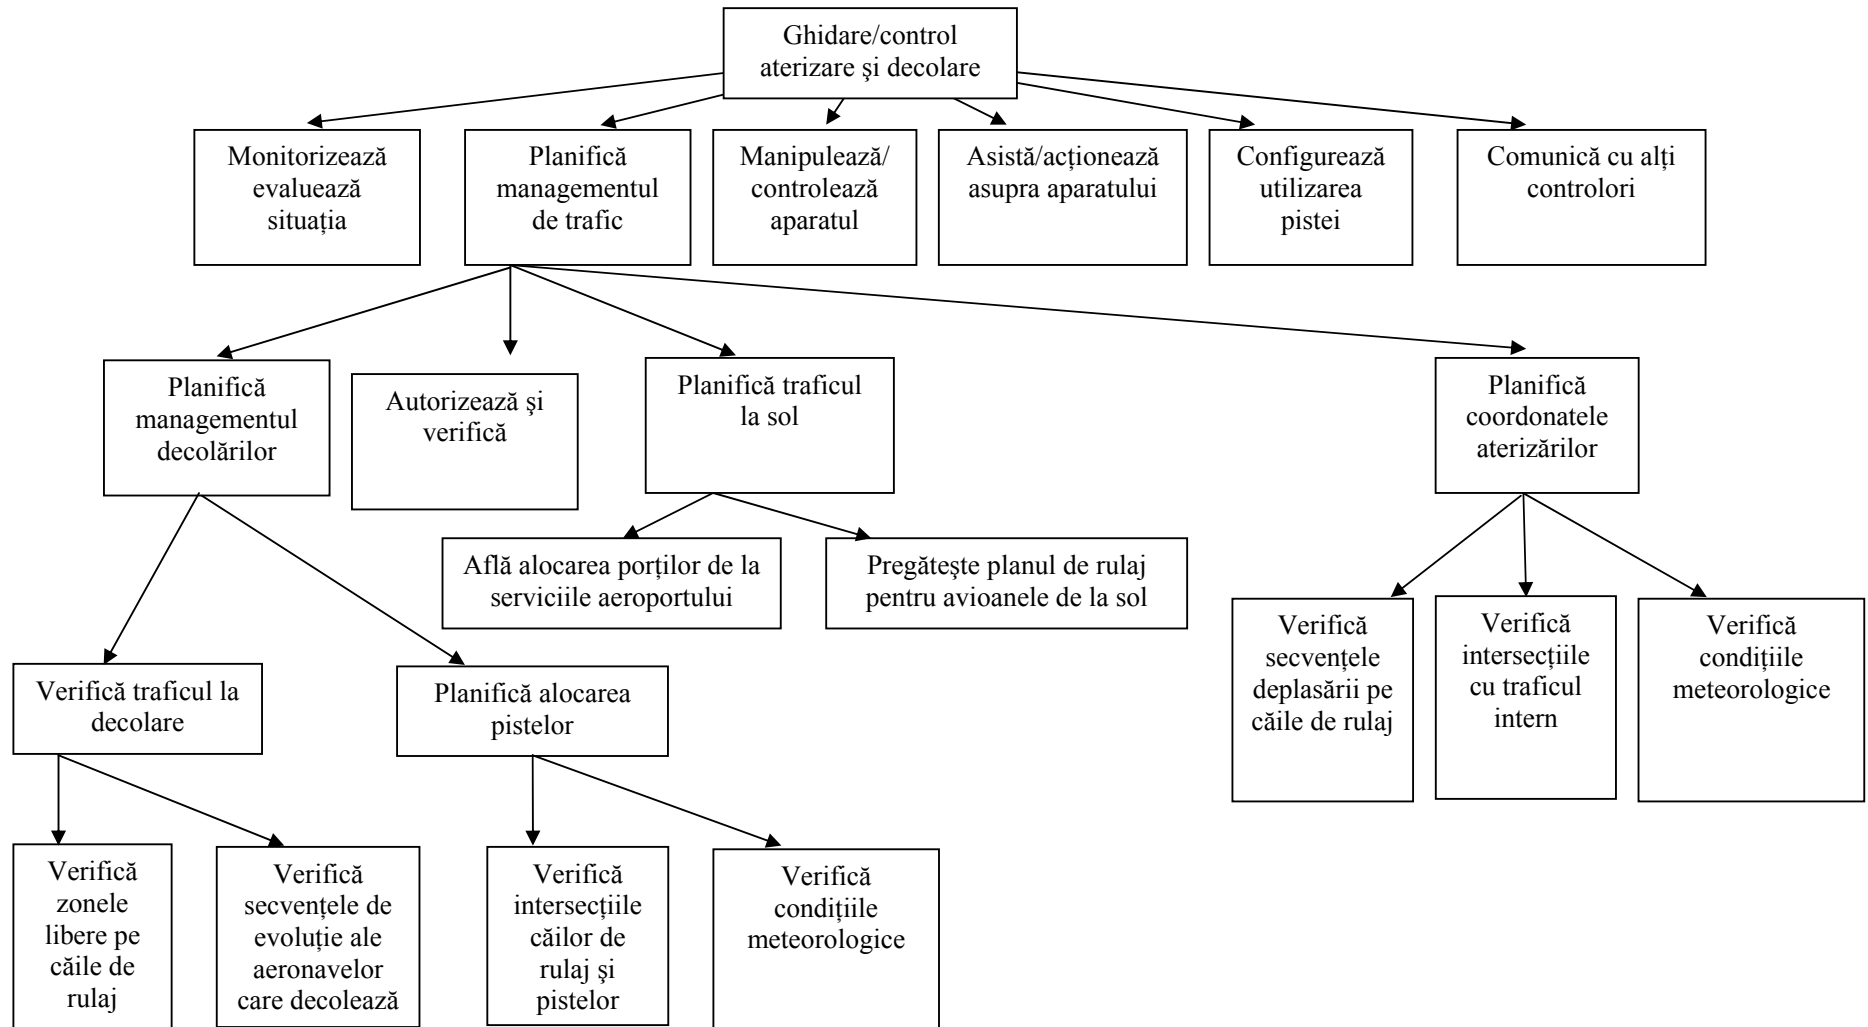 Ghidare/control
aterizare şi decolare
Monitorizează
evaluează
situația
Planifică
managementul
de trafic
Manipulează/
controlează
aparatul
Asistă/acționează
asupra aparatului
Configurează
utilizarea
pistei
Comunică cu alți
controlori
Planifică
managementul
decolărilor
Autorizează şi
verifică
Planifică traficul
la sol
Planifică
coordonatele
aterizărilor
Află alocarea porților de la
serviciile aeroportului
Pregăteşte planul de rulaj
pentru avioanele de la sol
Verifică
secvențele
deplasării pe
căile de rulaj
Verifică
intersecțiile
cu traficul
intern
Verifică
condițiile
meteorologice
Verifică traficul la
decolare
Planifică alocarea
pistelor
Verifică
zonele
libere pe
căile de
rulaj
Verifică
secvențele de
evoluție ale
aeronavelor
care decolează
Verifică
intersecțiile
căilor de
rulaj şi
pistelor
Verifică
condițiile
meteorologice